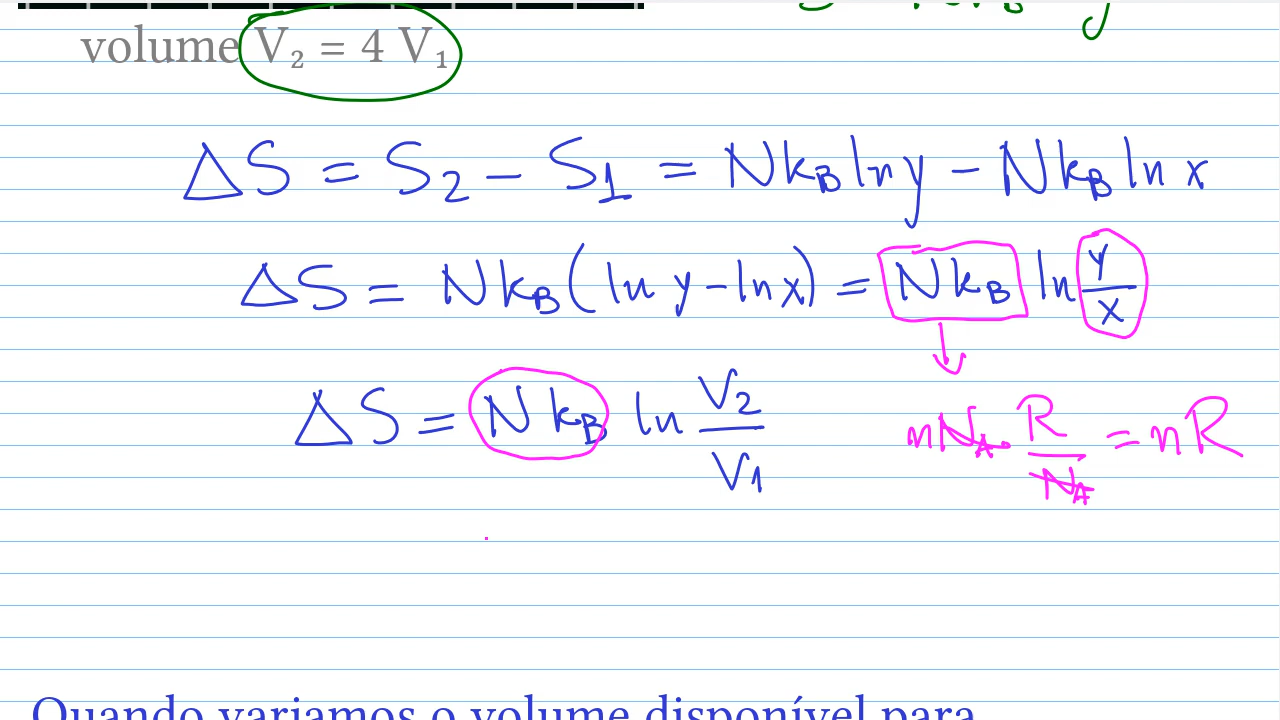 volume V₂ = 4 V₁
ΔS = S₂ − S₁ = Nk_B ln y − Nk_B ln x
ΔS = Nk_B (ln y − ln x) = Nk_B ln y/x
ΔS = Nk_B ln V₂/V₁
nN_A · R/N_A = nR
Quando variamos o volume disponível para